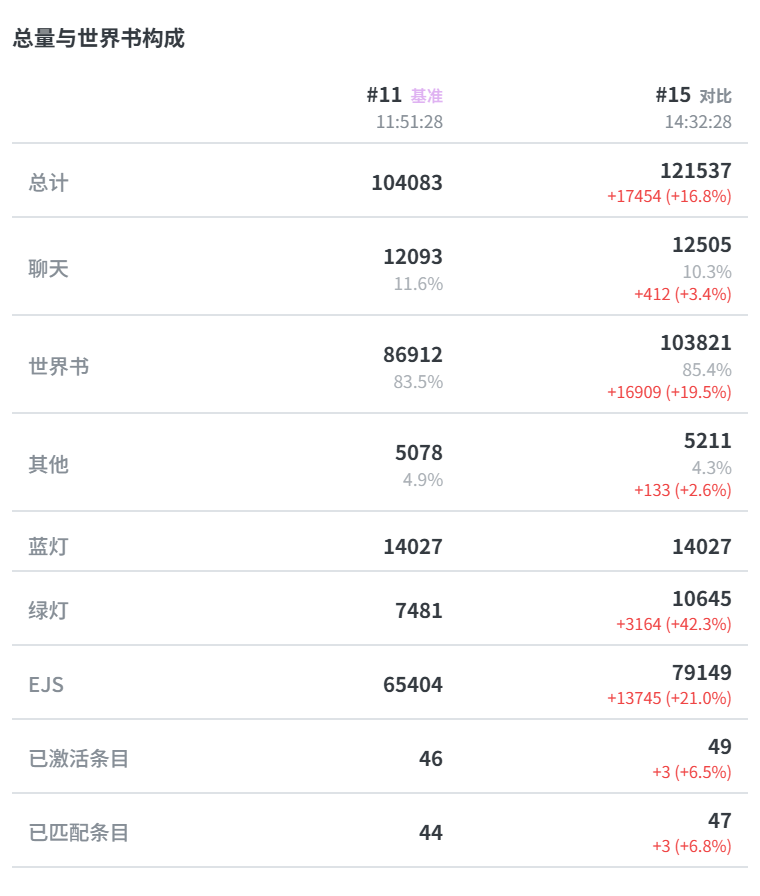 总量与世界书构成
#11 基准 #15 对比
11:51:28 14:32:28
总计 104083 121537
+17454 (+16.8%)
聊天 12093 12505
11.6% 10.3%
+412 (+3.4%)
世界书 86912 103821
83.5% 85.4%
+16909 (+19.5%)
其他 5078 5211
4.9% 4.3%
+133 (+2.6%)
蓝灯 14027 14027
绿灯 7481 10645
+3164 (+42.3%)
EJS 65404 79149
+13745 (+21.0%)
已激活条目 46 49
+3 (+6.5%)
已匹配条目 44 47
+3 (+6.8%)